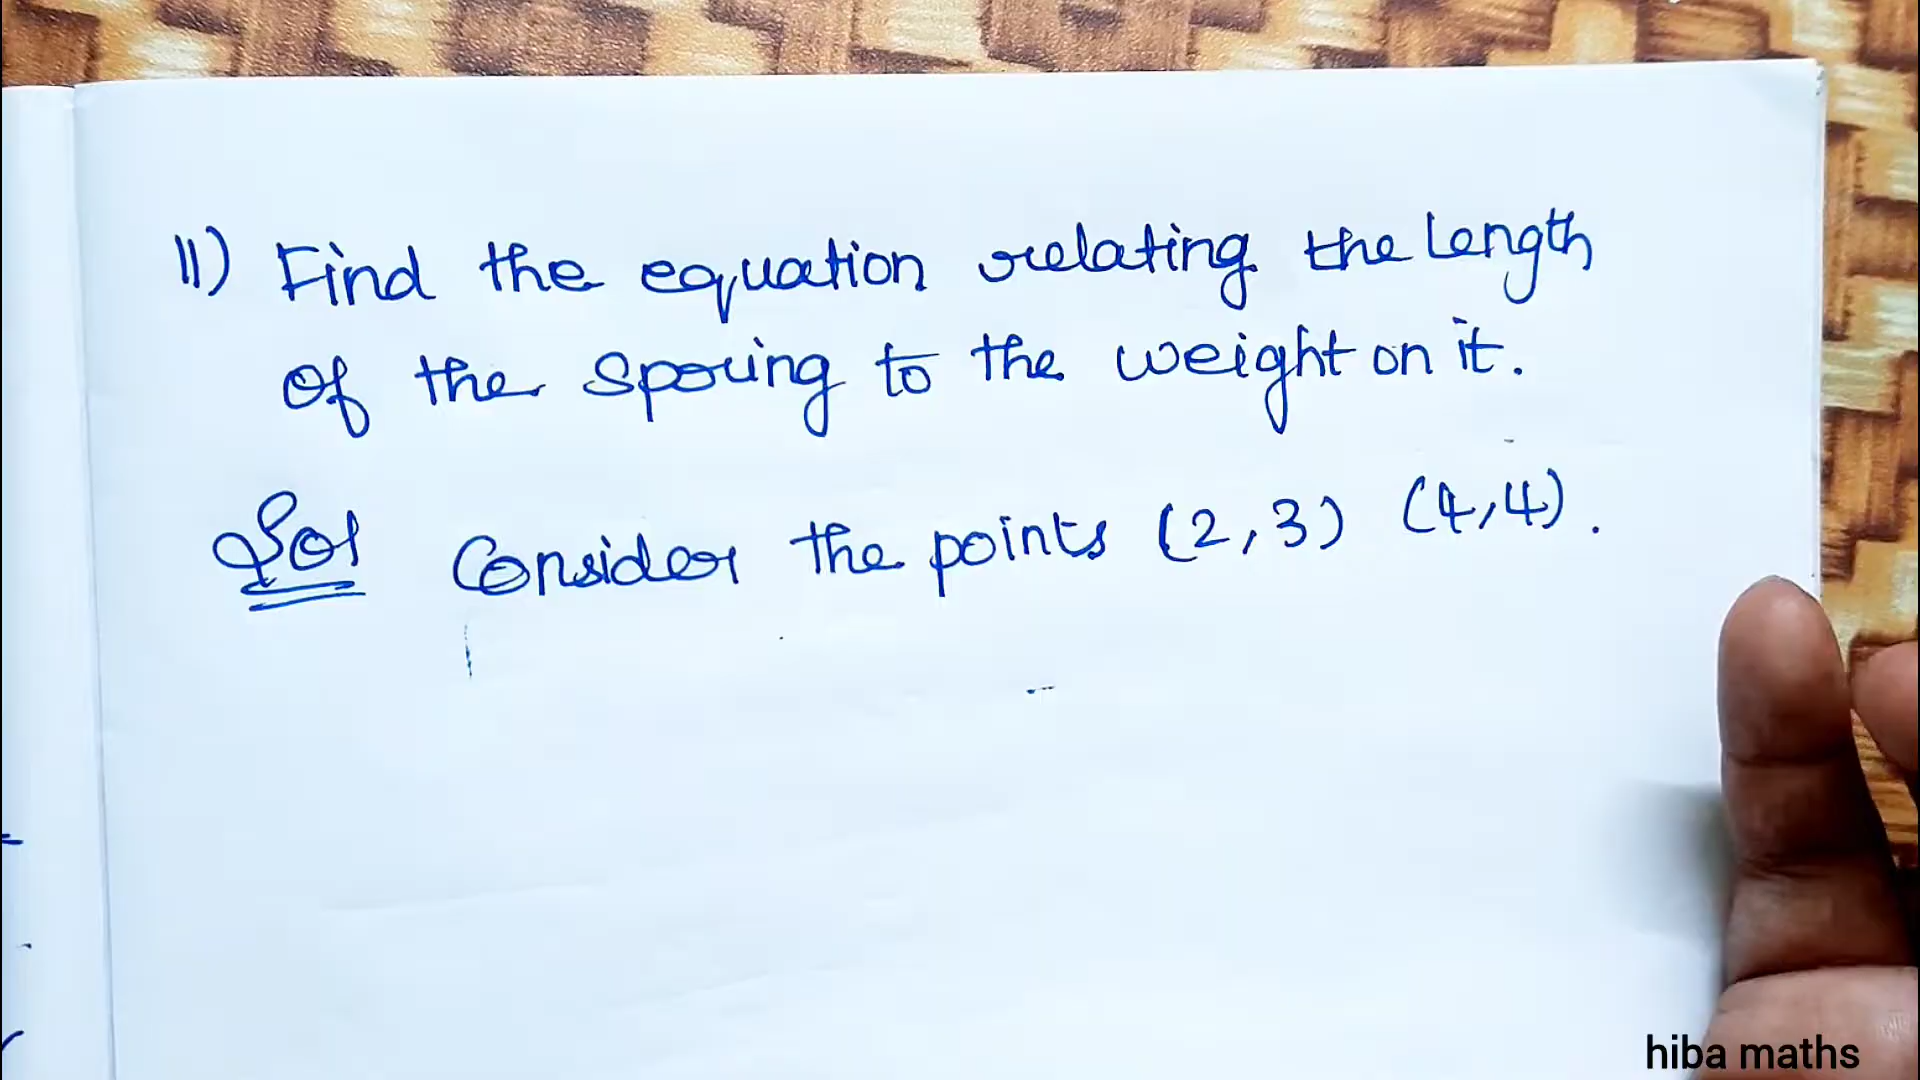 II) Find the equation relating the length
of the spring to the weight on it.
Sol Consider the points (2,3) (4,4).
hiba maths